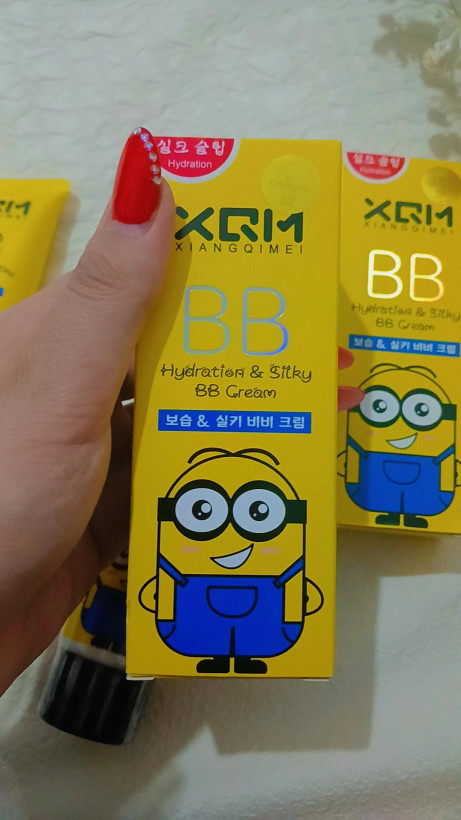 실크 슬립
Hydration
XQM
XIANGQIMEI
BB
Hydration & Silky
BB Cream
보습 & 실키 비비 크림
실크 슬립
Hydration
XQM
XIANGQIMEI
BB
Hydration & Silky
BB Cream
보습 & 실키 비비 크림